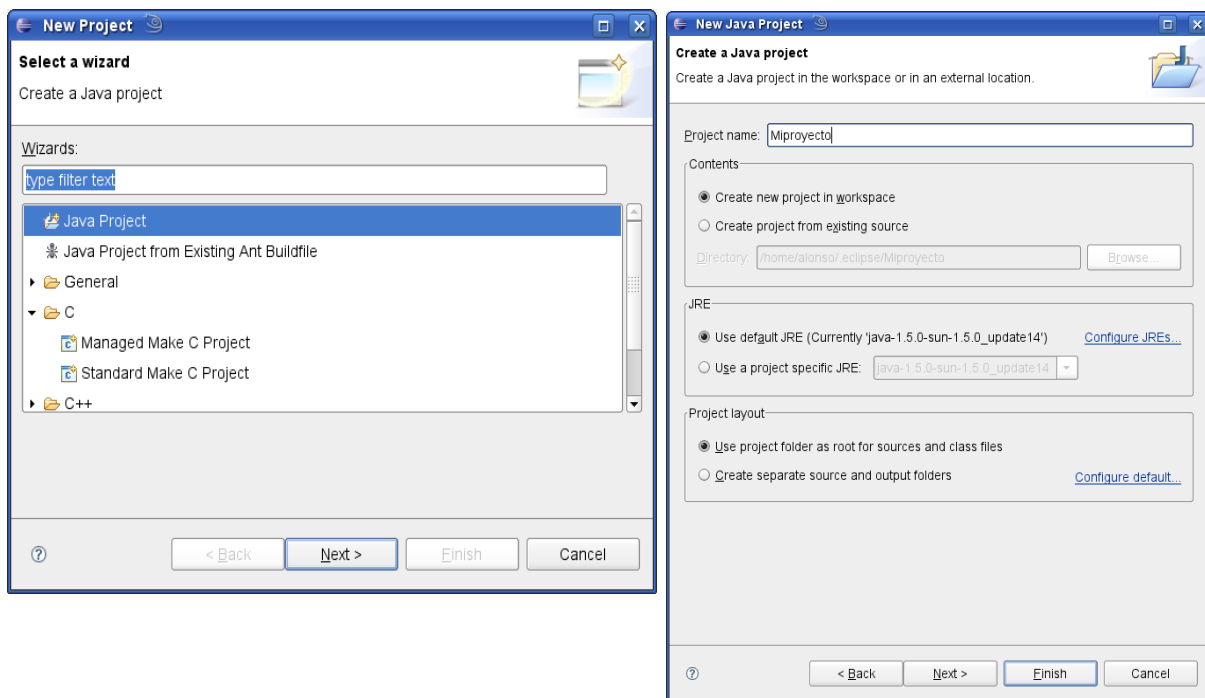 New Project
Select a wizard
Create a Java project
Wizards:
type filter text
Java Project
Java Project from Existing Ant Buildfile
General
C
Managed Make C Project
Standard Make C Project
C++
< Back
Next >
Finish
Cancel
New Java Project
Create a Java project
Create a Java project in the workspace or in an external location.
Project name: Miproyecto
Contents
Create new project in workspace
Create project from existing source
Directory: /home/alonso/.eclipse/Miproyecto Browse...
JRE
Use default JRE (Currently 'java-1.5.0-sun-1.5.0_update14') Configure JREs...
Use a project specific JRE: java-1.5.0-sun-1.5.0_update14
Project layout
Use project folder as root for sources and class files
Create separate source and output folders Configure default...
< Back Next > Finish Cancel